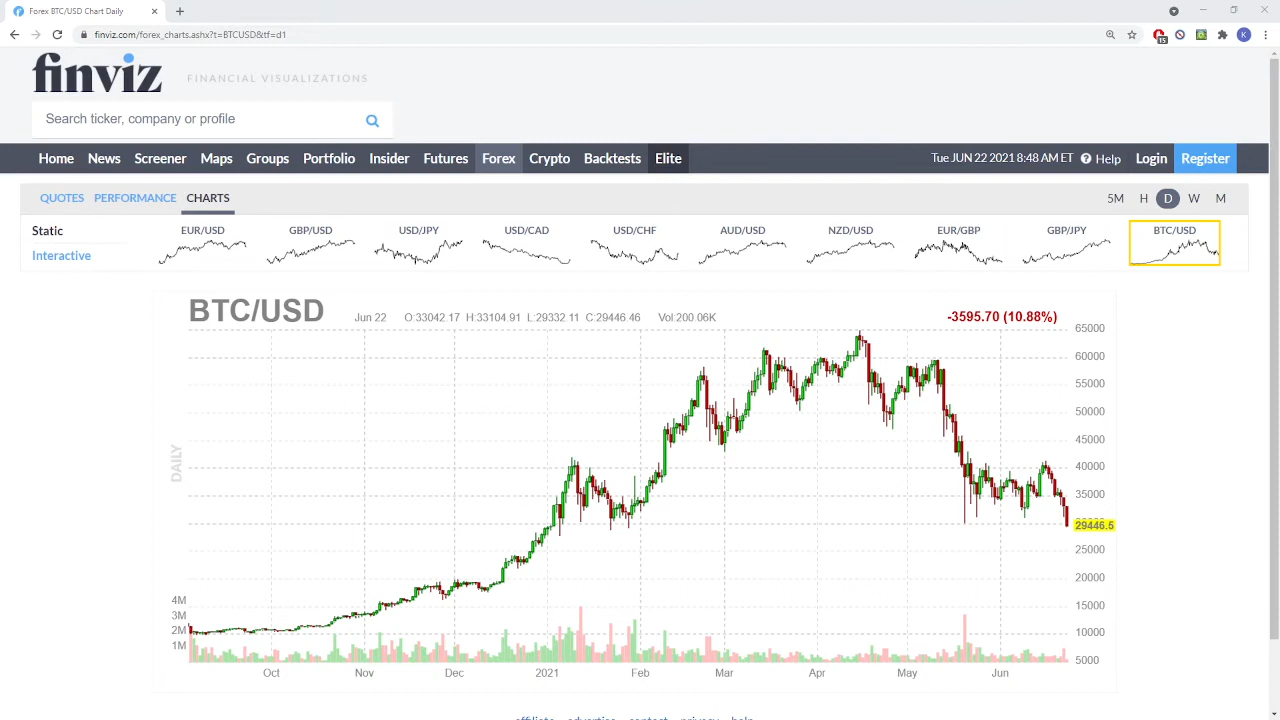 Forex BTC/USD Chart Daily
finviz.com/forex_charts.ashx?t=BTCUSD&tf=d1
15
K
finviz FINANCIAL VISUALIZATIONS
Search ticker, company or profile
Home News Screener Maps Groups Portfolio Insider Futures Forex Crypto Backtests Elite Tue JUN 22 2021 8:48 AM ET Help Login Register
QUOTES PERFORMANCE CHARTS 5M H D W M
Static EUR/USD GBP/USD USD/JPY USD/CAD USD/CHF AUD/USD NZD/USD EUR/GBP GBP/JPY BTC/USD
Interactive
BTC/USD Jun 22 O:33042.17 H:33104.91 L:29332.11 C:29446.46 Vol:200.06K -3595.70 (10.88%)
65000
60000
55000
50000
45000
DAILY
40000
35000
29446.5
25000
20000
4M
15000
3M
2M
10000
1M
5000
Oct Nov Dec 2021 Feb Mar Apr May Jun
affiliate advertise contact privacy help